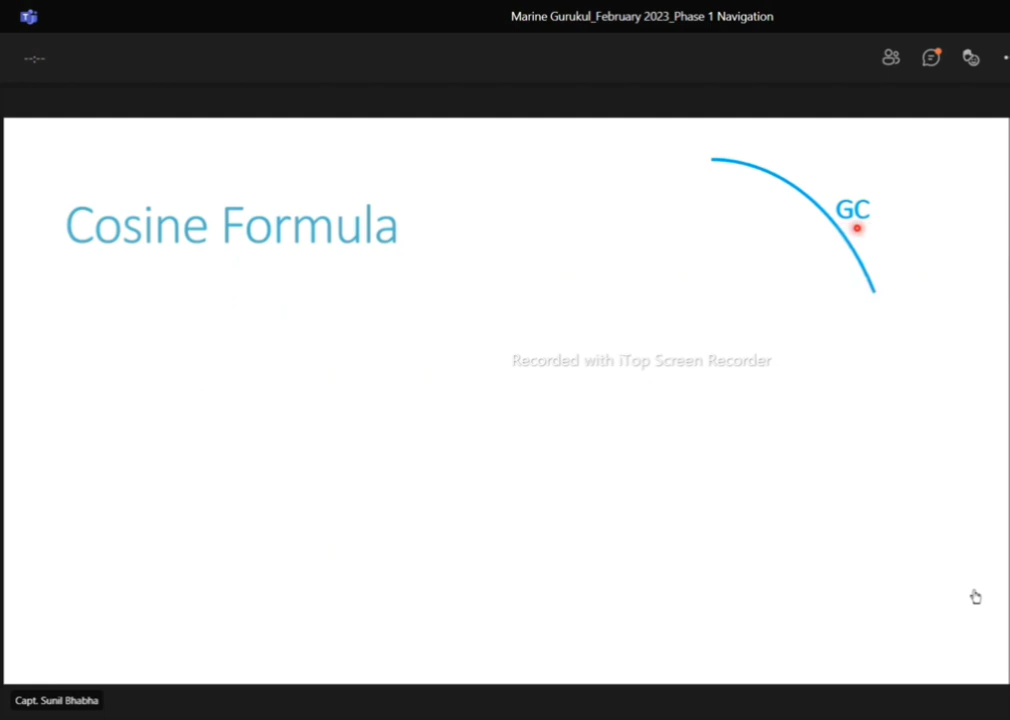 Marine Gurukul_February 2023_Phase 1 Navigation
--:--
GC
Cosine Formula
Recorded with iTop Screen Recorder
Capt. Sunil Bhabha